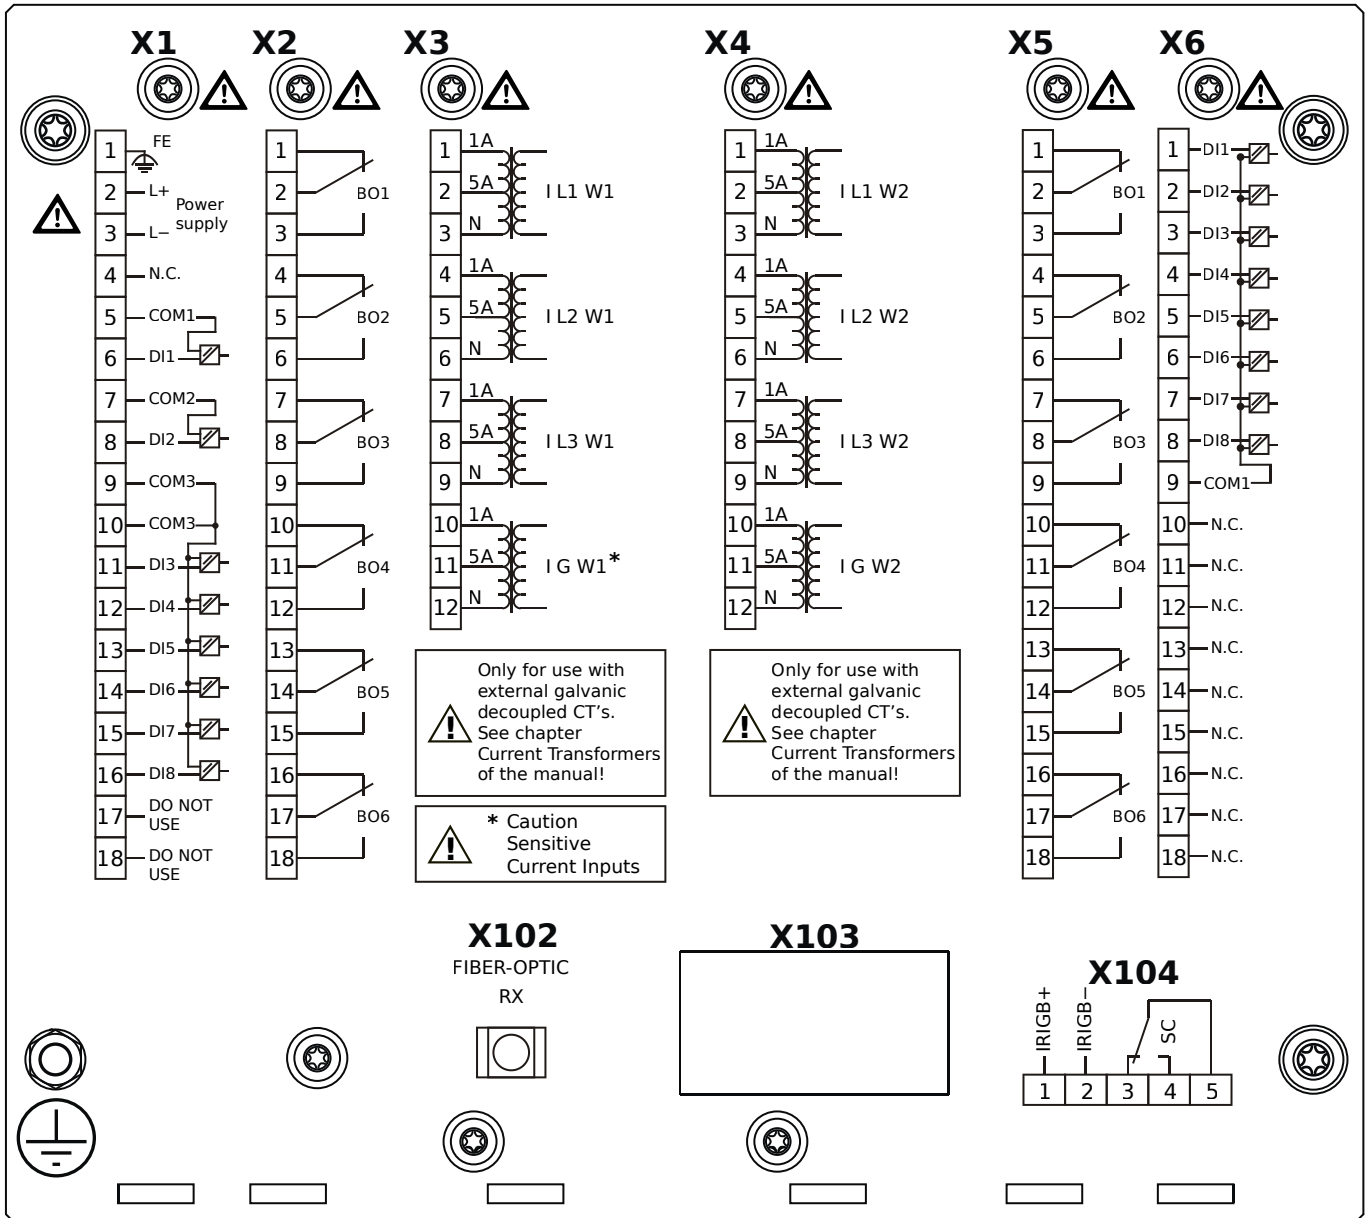 X1
X2
X3
X4
X5
X6
1
FE
2
L+
Power
supply
3
L−
4
N.C.
5
COM1
6
DI1
7
COM2
8
DI2
9
COM3
10
COM3
11
DI3
12
DI4
13
DI5
14
DI6
15
DI7
16
DI8
17
DO NOT
USE
18
DO NOT
USE
1
2
BO1
3
4
5
BO2
6
7
8
BO3
9
10
11
BO4
12
13
14
BO5
15
16
17
BO6
18
1
1A
2
5A
I L1 W1
3
N
4
1A
5
5A
I L2 W1
6
N
7
1A
8
5A
I L3 W1
9
N
10
1A
11
5A
I G W1*
12
N
Only for use with
external galvanic
decoupled CT's.
See chapter
Current Transformers
of the manual!
* Caution
Sensitive
Current Inputs
1
1A
2
5A
I L1 W2
3
N
4
1A
5
5A
I L2 W2
6
N
7
1A
8
5A
I L3 W2
9
N
10
1A
11
5A
I G W2
12
N
Only for use with
external galvanic
decoupled CT's.
See chapter
Current Transformers
of the manual!
1
2
BO1
3
4
5
BO2
6
7
8
BO3
9
10
11
BO4
12
13
14
BO5
15
16
17
BO6
18
1
DI1
2
DI2
3
DI3
4
DI4
5
DI5
6
DI6
7
DI7
8
DI8
9
COM1
10
N.C.
11
N.C.
12
N.C.
13
N.C.
14
N.C.
15
N.C.
16
N.C.
17
N.C.
18
N.C.
X102
FIBER-OPTIC
RX
X103
X104
IRIGB+
IRIGB−
SC
1
2
3
4
5